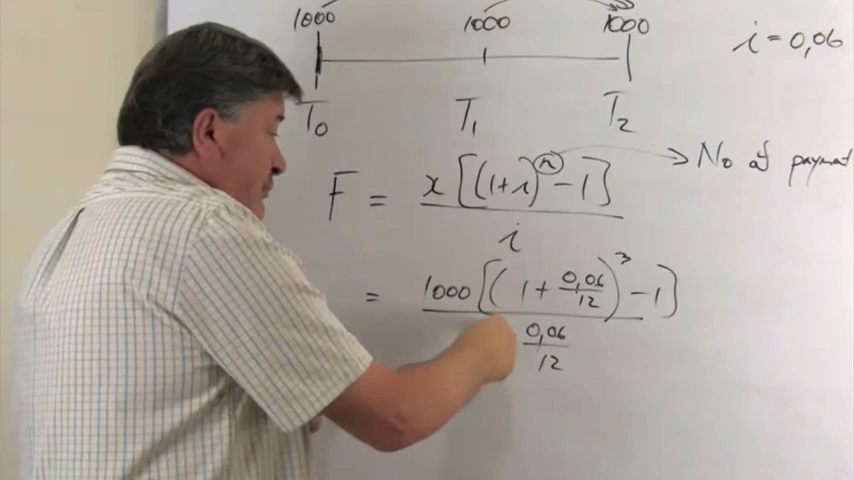 1000 1000 1000
i = 0,06
T0 T1 T2
F = x[(1+i)^n - 1] / i
No of payment
= 1000[(1 + 0,06/12)^3 - 1] / (0,06/12)